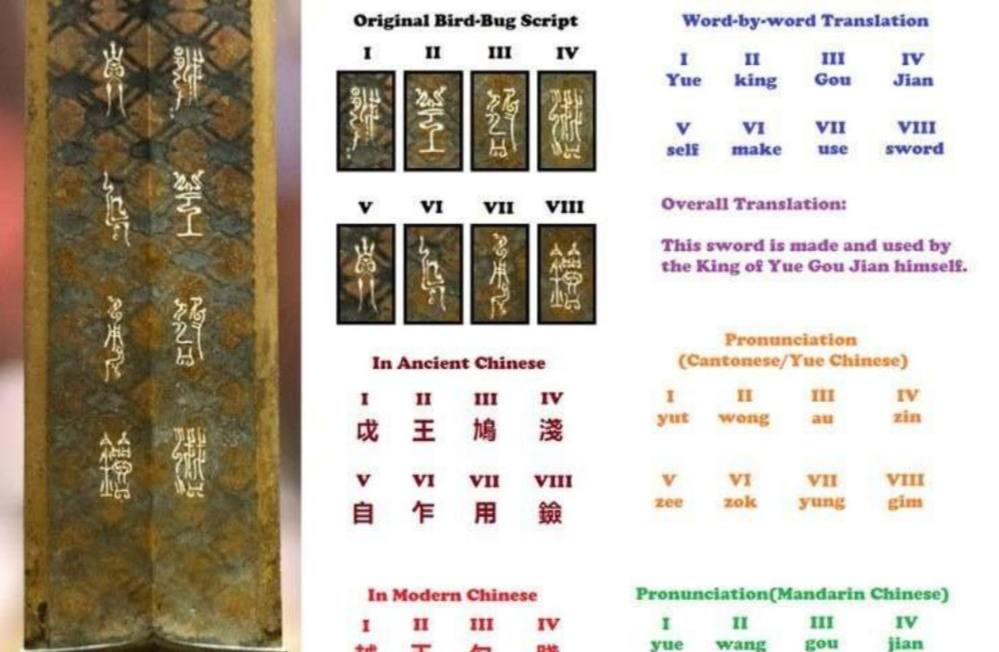 Original Bird-Bug Script
I II III IV
V VI VII VIII
In Ancient Chinese
I II III IV
戉 王 鳩 淺
V VI VII VIII
自 乍 用 鐱
In Modern Chinese
I II III IV
Word-by-word Translation
I II III IV
Yue king Gou Jian
V VI VII VIII
self make use sword
Overall Translation:
This sword is made and used by
the King of Yue Gou Jian himself.
Pronunciation
(Cantonese/Yue Chinese)
I II III IV
yut wong au zin
V VI VII VIII
zee zok yung gim
Pronunciation(Mandarin Chinese)
I II III IV
yue wang gou jian